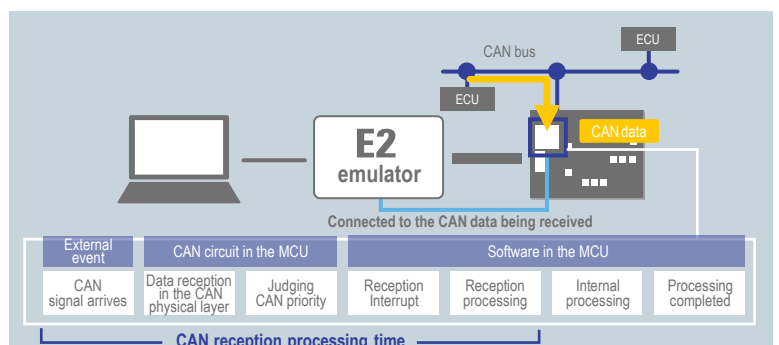 ECU
CAN bus
ECU
CAN data
E2
emulator
Connected to the CAN data being received
External
event
CAN circuit in the MCU
Software in the MCU
CAN
signal arrives
Data reception
in the CAN
physical layer
Judging
CAN priority
Reception
Interrupt
Reception
processing
Internal
processing
Processing
completed
CAN reception processing time